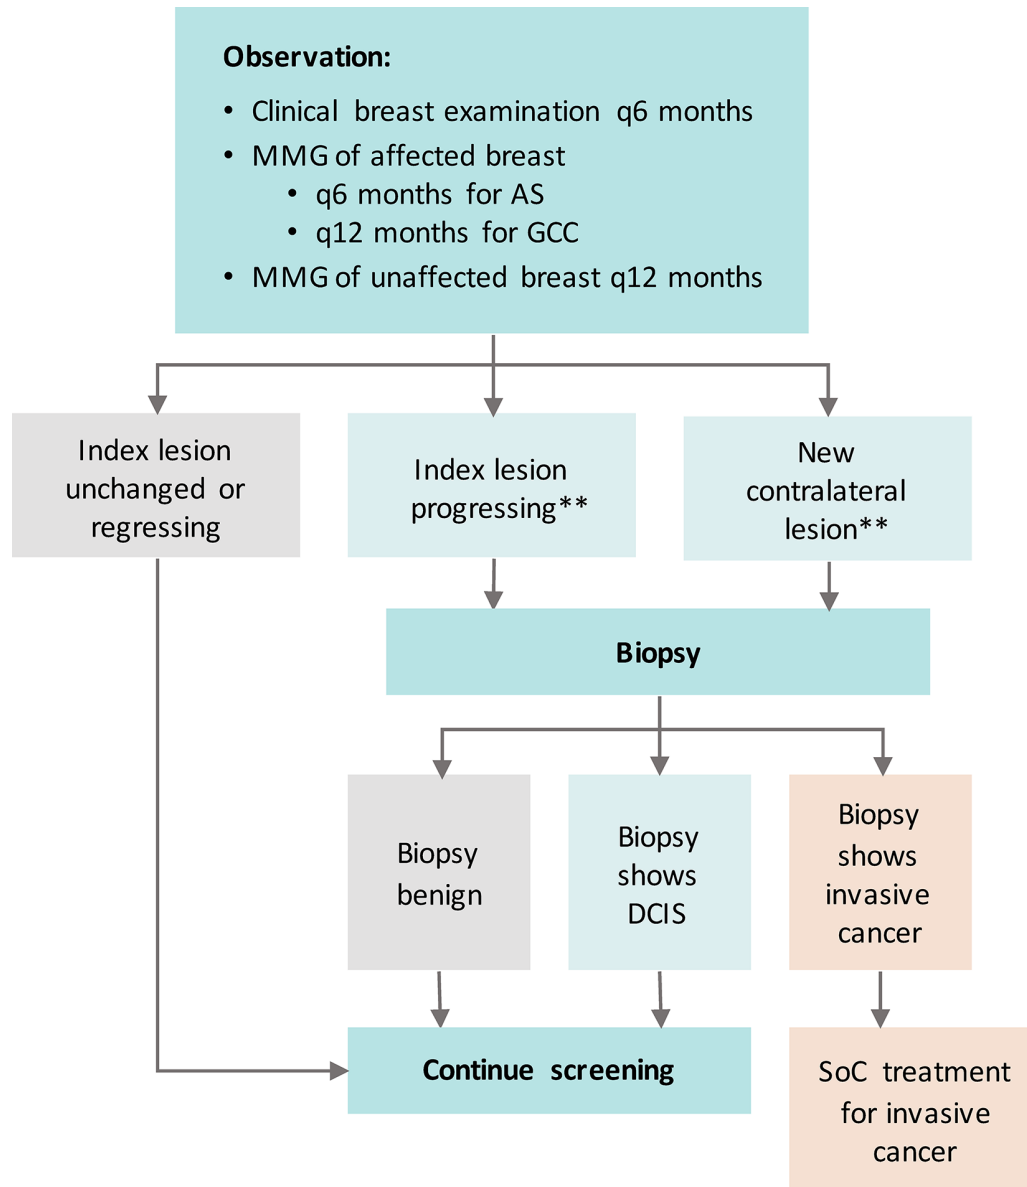 Observation:
• Clinical breast examination q6 months
• MMG of affected breast
• q6 months for AS
• q12 months for GCC
• MMG of unaffected breast q12 months
Index lesion
unchanged or
regressing
Index lesion
progressing**
New
contralateral
lesion**
Biopsy
Biopsy
benign
Biopsy
shows
DCIS
Biopsy
shows
invasive
cancer
Continue screening
SoC treatment
for invasive
cancer